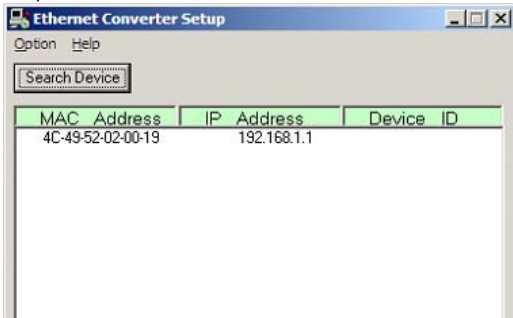 Ethernet Converter Setup
Option Help
Search Device
MAC Address IP Address Device ID
4C-49-52-02-00-19 192.168.1.1